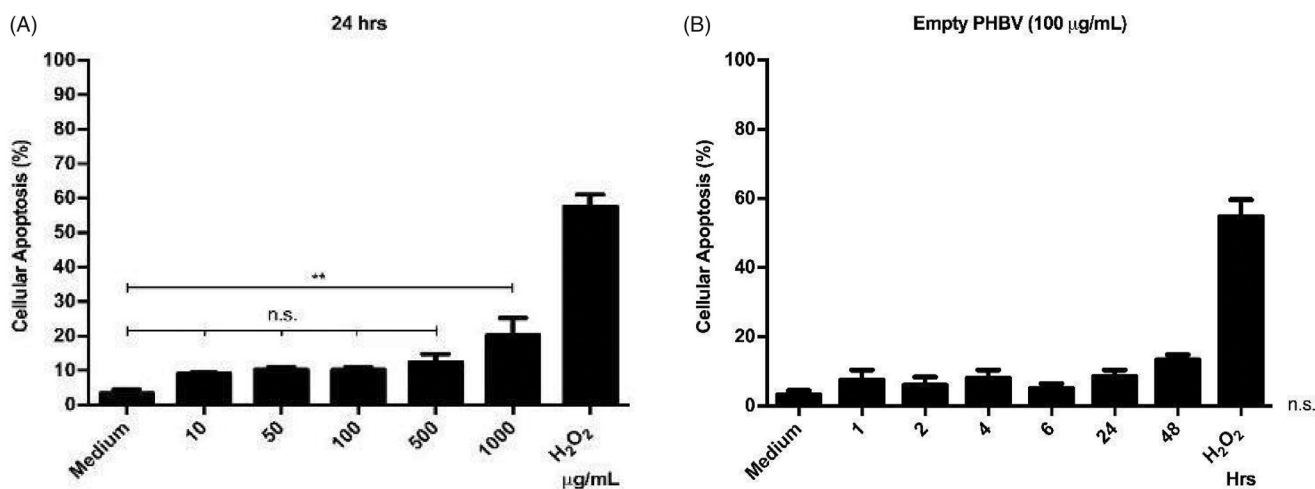 (A)
24 hrs
Cellular Apoptosis (%)
100
90
80
70
60
50
40
30
20
10
0
**
n.s.
Medium
10
50
100
500
1000
H₂O₂
µg/mL
(B)
Empty PHBV (100 µg/mL)
Cellular Apoptosis (%)
100
80
60
40
20
0
Medium
1
2
4
6
24
48
H₂O₂
Hrs
n.s.